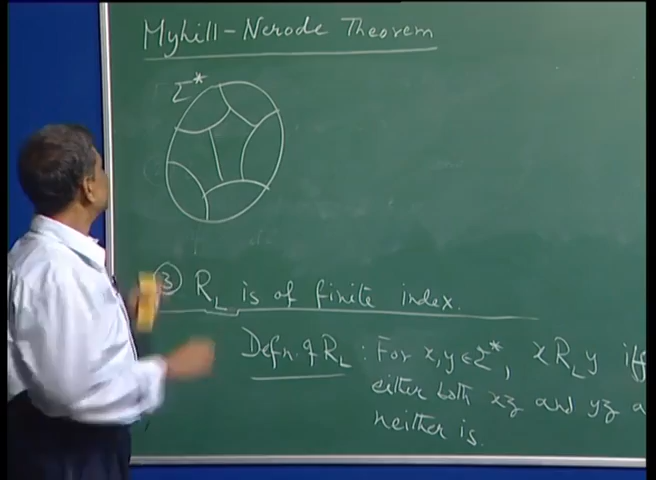 Myhill-Nerode Theorem
Σ*
③ R_L is of finite index.
Defn. of R_L : For x,y ∈ Σ*, x R_L y iff
either both xz and yz a
neither is.